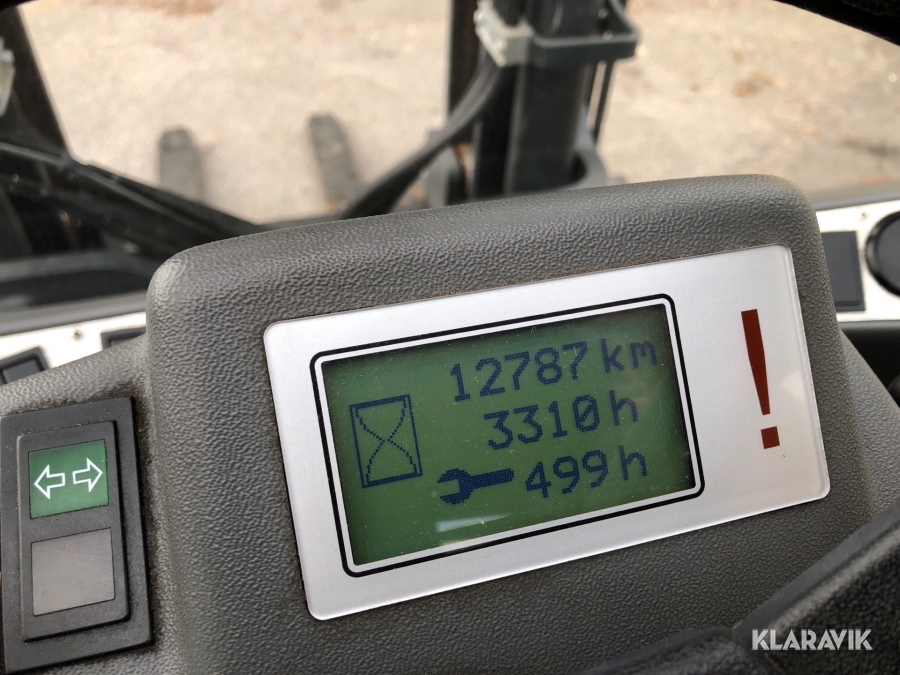 12787 km
3310 h
499 h
!
KLARAVIK